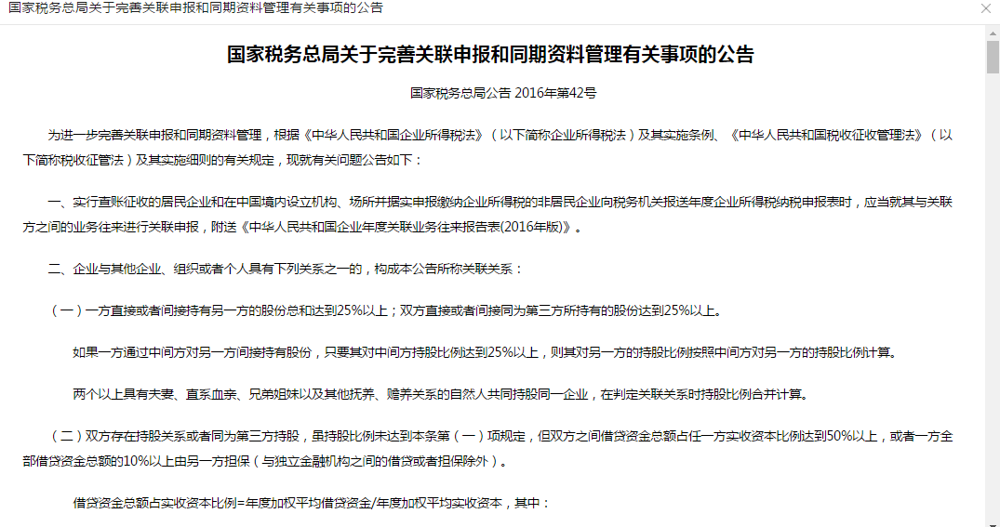 国家税务总局关于完善关联申报和同期资料管理有关事项的公告
国家税务总局关于完善关联申报和同期资料管理有关事项的公告
国家税务总局公告 2016年第42号
为进一步完善关联申报和同期资料管理，根据《中华人民共和国企业所得税法》（以下简称企业所得税法）及其实施条例、《中华人民共和国税收征收管理法》（以
下简称税收征管法）及其实施细则的有关规定，现就有关问题公告如下：
一、实行查账征收的居民企业和在中国境内设立机构、场所并据实申报缴纳企业所得税的非居民企业向税务机关报送年度企业所得税纳税申报表时，应当就其与关联
方之间的业务往来进行关联申报，附送《中华人民共和国企业年度关联业务往来报告表(2016年版)》。
二、企业与其他企业、组织或者个人具有下列关系之一的，构成本公告所称关联关系：
（一）一方直接或者间接持有另一方的股份总和达到25%以上；双方直接或者间接同为第三方所持有的股份达到25%以上。
如果一方通过中间方对另一方间接持有股份，只要其对中间方持股比例达到25%以上，则其对另一方的持股比例按照中间方对另一方的持股比例计算。
两个以上具有夫妻、直系血亲、兄弟姐妹以及其他抚养、赡养关系的自然人共同持股同一企业，在判定关联关系时持股比例合并计算。
（二）双方存在持股关系或者同为第三方持股，虽持股比例未达到本条第（一）项规定，但双方之间借贷资金总额占任一方实收资本比例达到50%以上，或者一方全
部借贷资金总额的10%以上由另一方担保（与独立金融机构之间的借贷或者担保除外）。
借贷资金总额占实收资本比例=年度加权平均借贷资金/年度加权平均实收资本，其中：